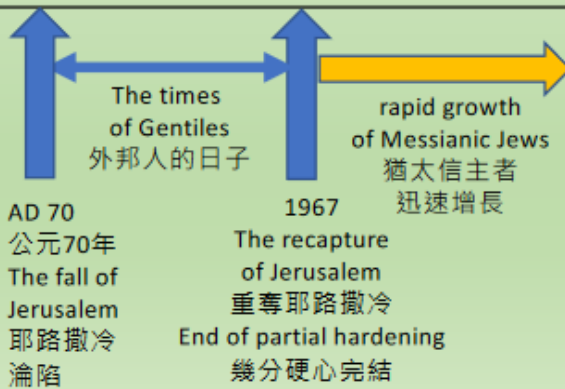 The times
of Gentiles
外邦人的日子
rapid growth
of Messianic Jews
猶太信主者
迅速增長
AD 70
公元70年
The fall of
Jerusalem
耶路撒冷
淪陷
1967
The recapture
of Jerusalem
重奪耶路撒冷
End of partial hardening
幾分硬心完結